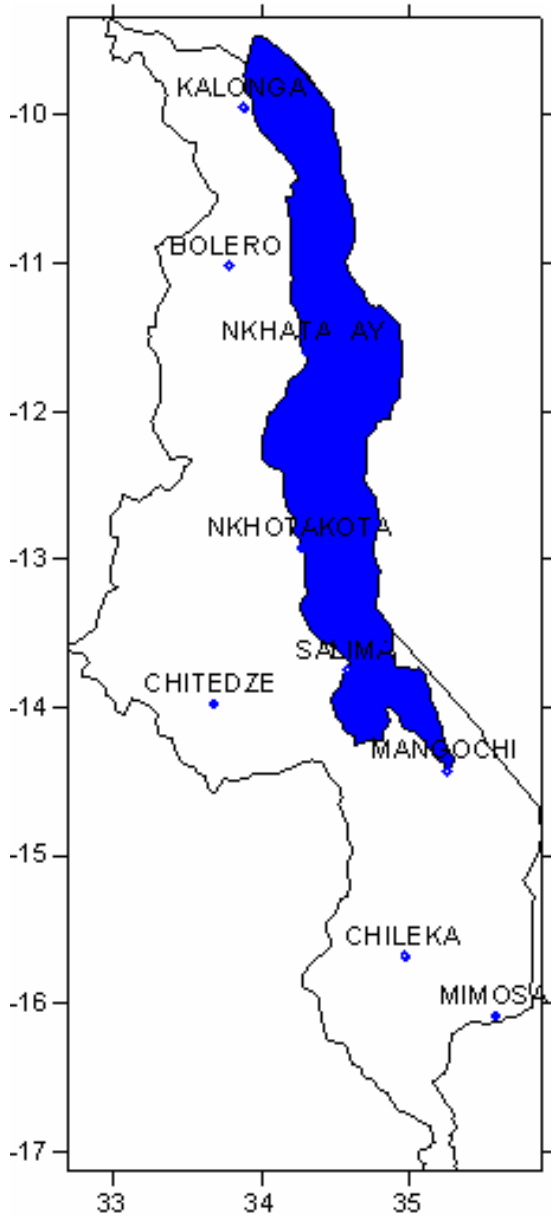 KALONGA
-10
BOLERO
-11
NKHATA AY
-12
NKHOTAKOTA
-13
SALIMA
CHITEDZE
-14
MANGOCHI
-15
CHILEKA
MIMOSA
-16
-17
33 34 35